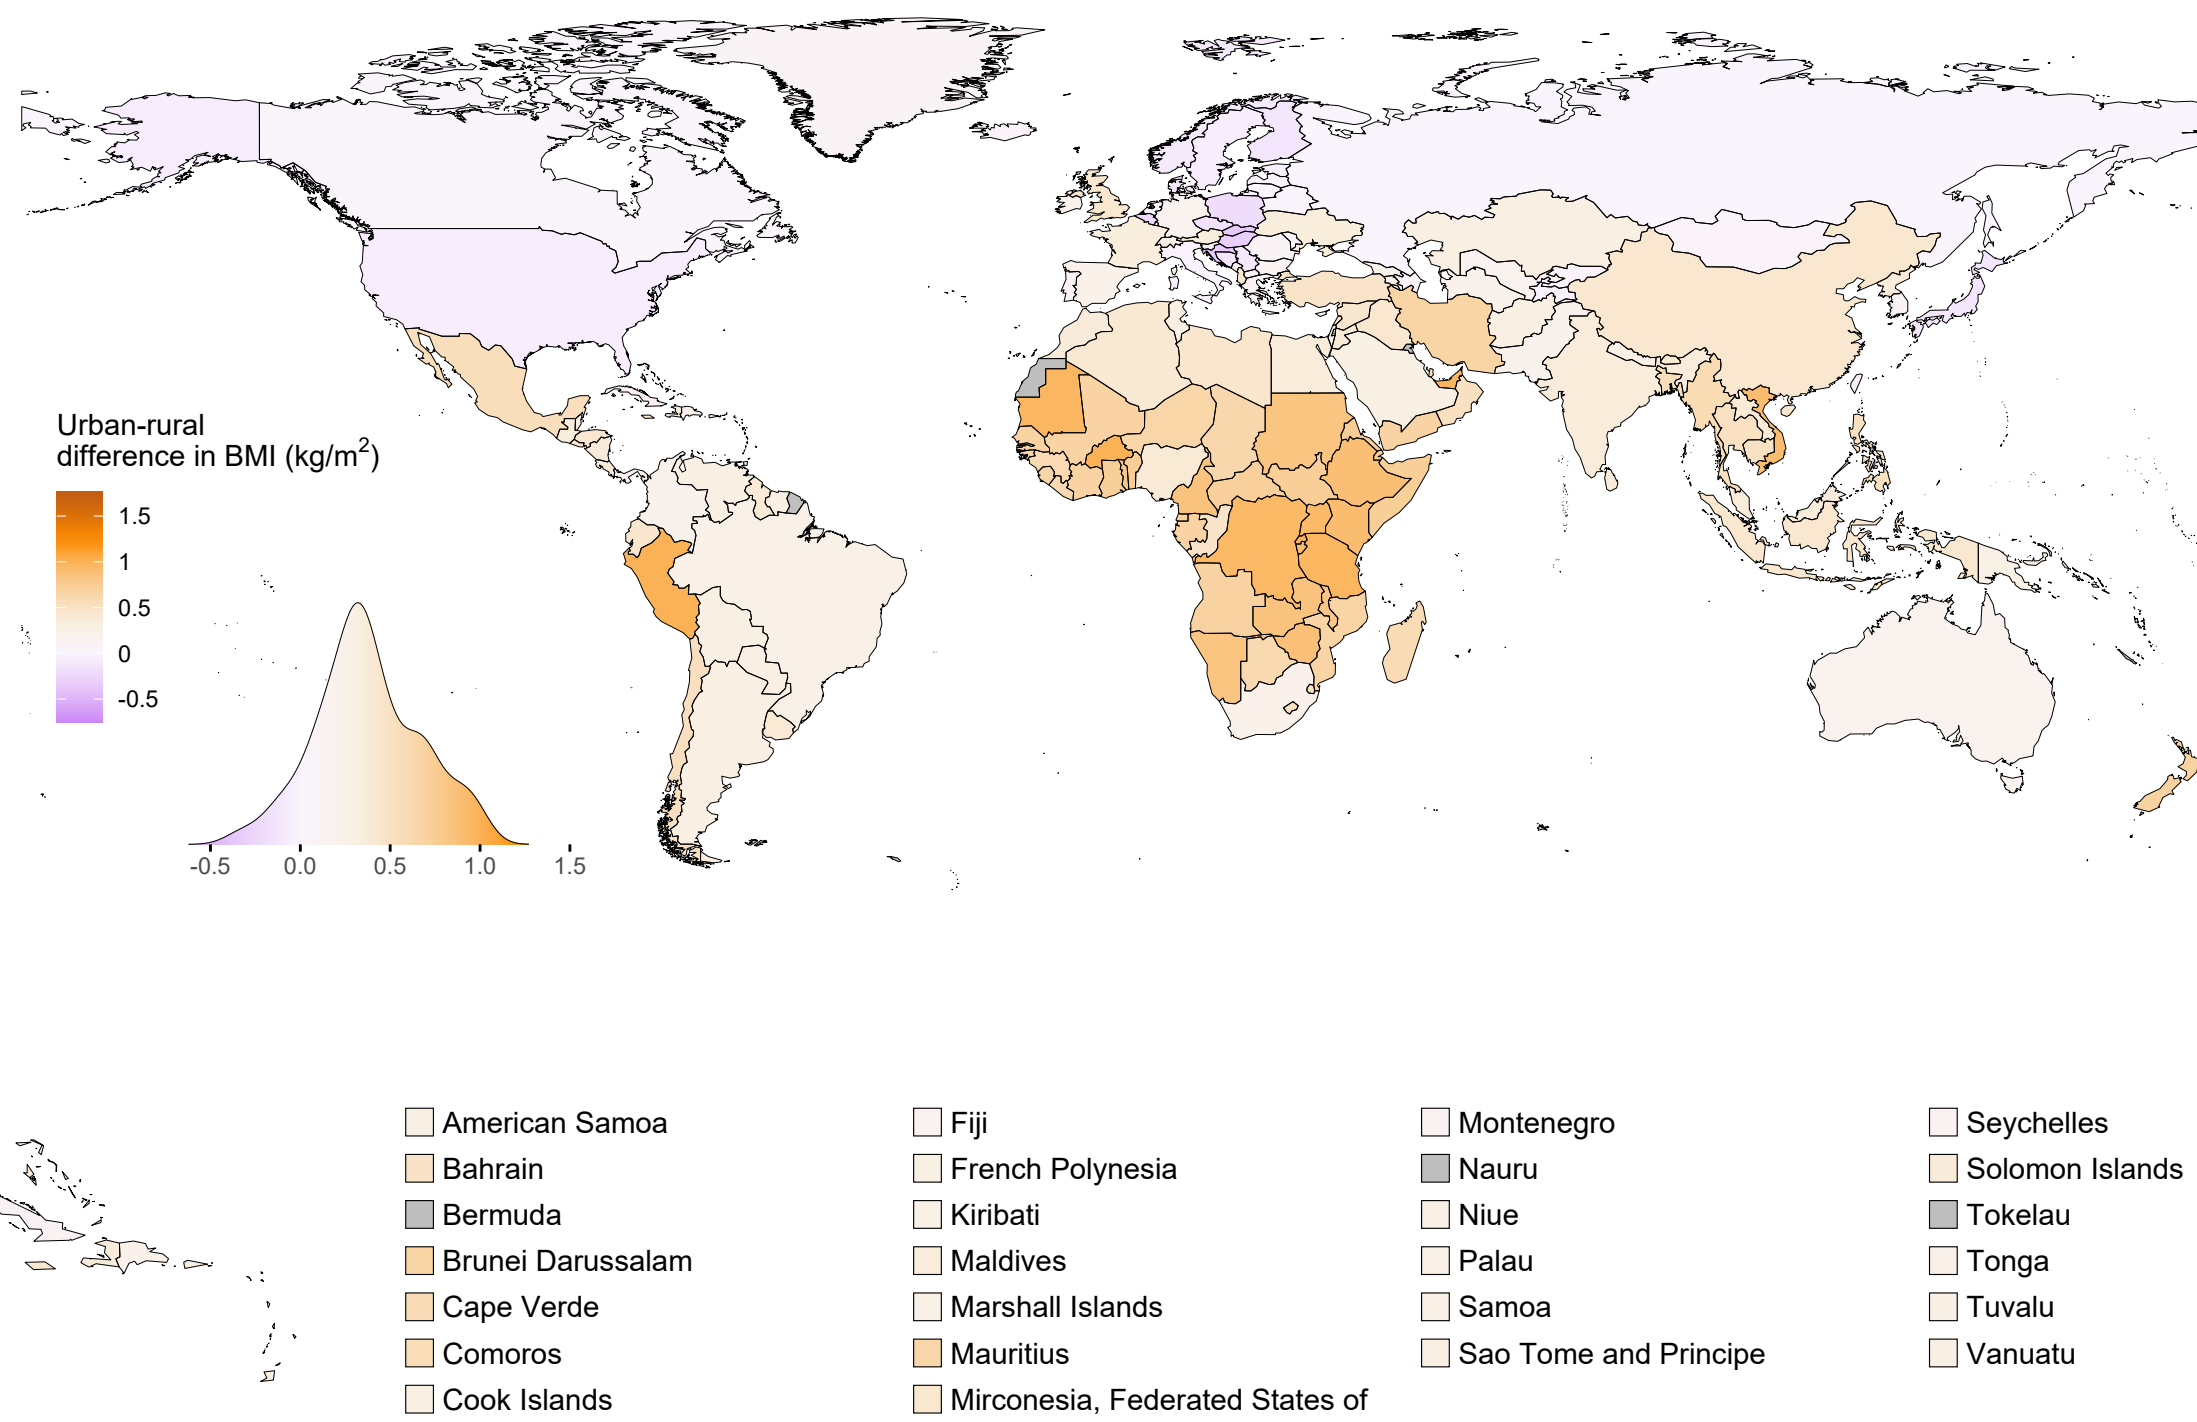 Urban-rural
difference in BMI (kg/m²)
1.5
1
0.5
0
-0.5
-0.5 0.0 0.5 1.0 1.5
American Samoa
Bahrain
Bermuda
Brunei Darussalam
Cape Verde
Comoros
Cook Islands
Fiji
French Polynesia
Kiribati
Maldives
Marshall Islands
Mauritius
Mirconesia, Federated States of
Montenegro
Nauru
Niue
Palau
Samoa
Sao Tome and Principe
Seychelles
Solomon Islands
Tokelau
Tonga
Tuvalu
Vanuatu